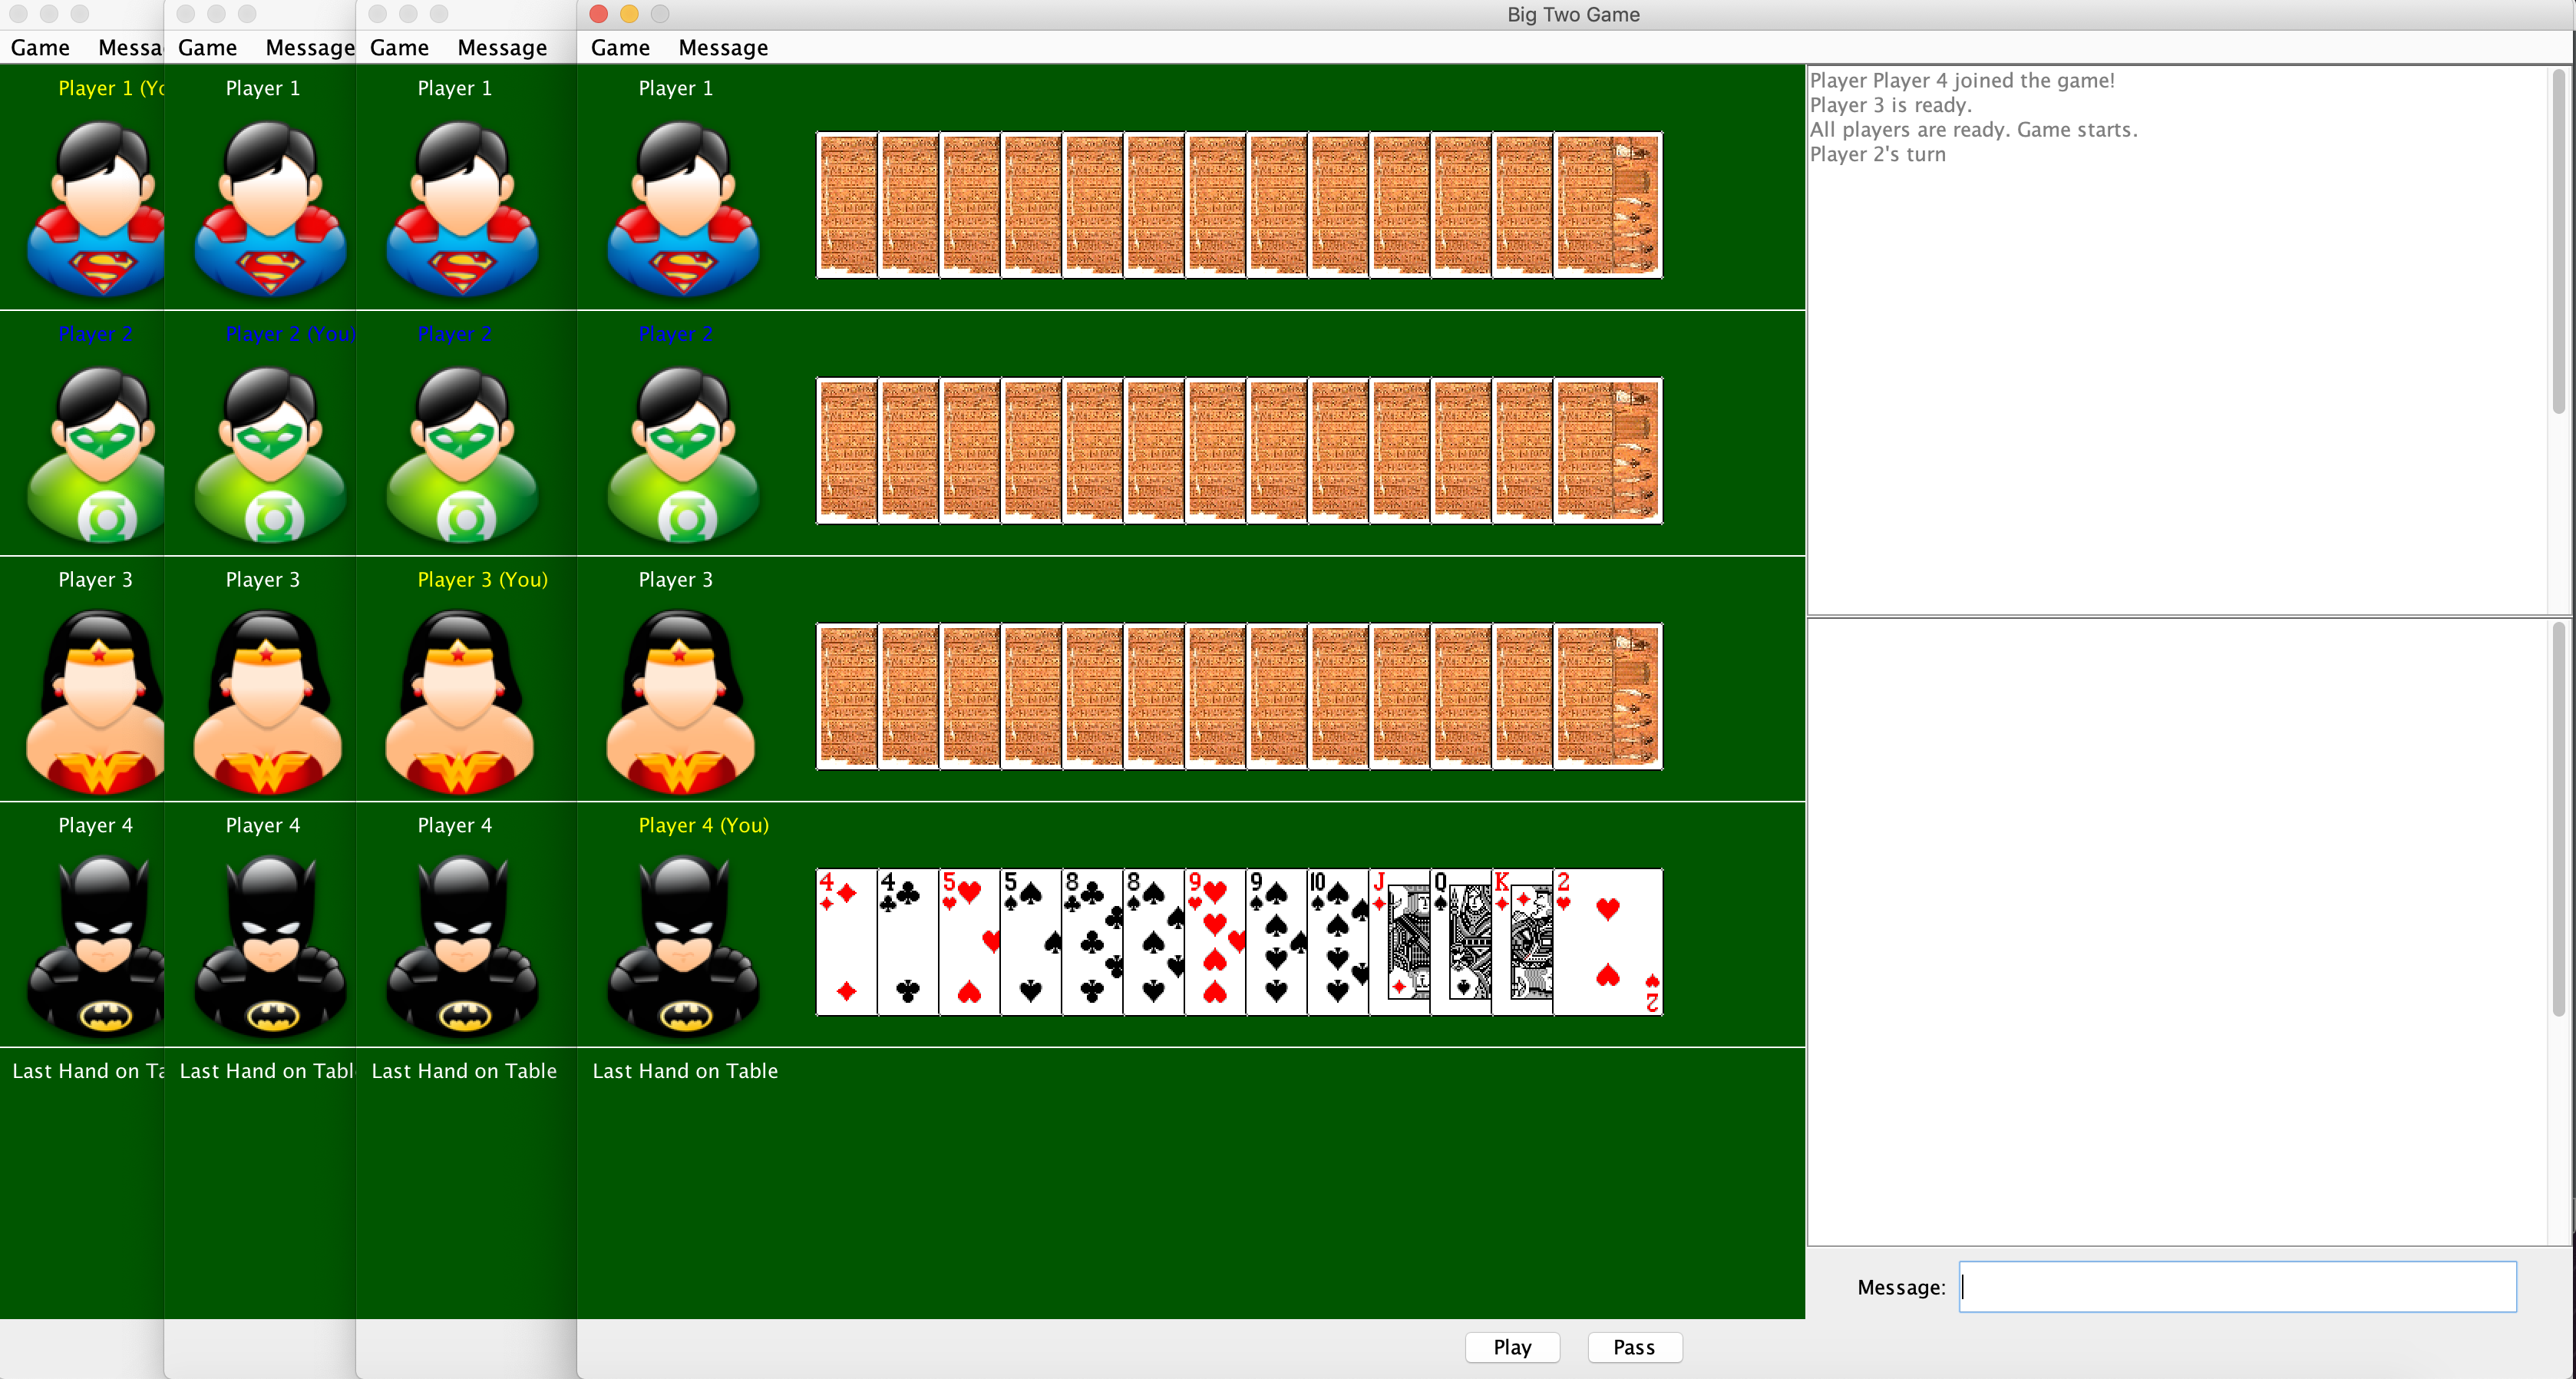 Big Two Game
Game Messa
Game Message
Game Message
Game Message
Player 1 (Yo
Player 1
Player 1
Player 1
Player 2
Player 2 (You)
Player 2
Player 2
Player 3
Player 3
Player 3 (You)
Player 3
Player 4
Player 4
Player 4
Player 4 (You)
4 4 5 5 8 8 9 9 10 J Q K 2
2
Last Hand on Ta
Last Hand on Tabl
Last Hand on Table
Last Hand on Table
Player Player 4 joined the game!
Player 3 is ready.
All players are ready. Game starts.
Player 2's turn
Message:
Play Pass